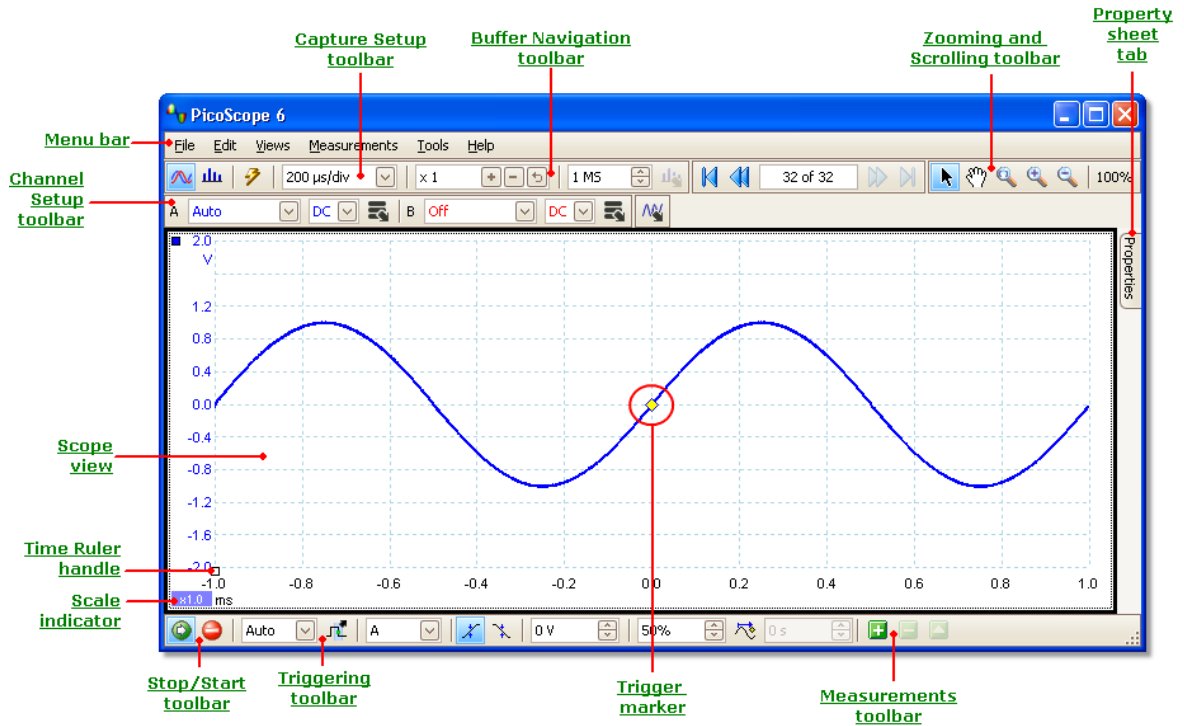 Property
sheet
tab
Capture Setup
toolbar
Buffer Navigation
toolbar
Zooming and
Scrolling toolbar
PicoScope 6
Menu bar
File Edit Views Measurements Tools Help
200 µs/div x 1 1 MS 32 of 32 100%
Channel
Setup
toolbar
A Auto DC B Off DC
Properties
2.0
V
1.2
0.8
0.4
0.0
-0.4
-0.8
-1.2
-1.6
-2.0
Scope
view
Time Ruler
handle
-1.0 -0.8 -0.6 -0.4 -0.2 0.0 0.2 0.4 0.6 0.8 1.0
Scale
indicator
x1.0 ms
Auto A 0 V 50% 0 s
Stop/Start
toolbar
Triggering
toolbar
Trigger
marker
Measurements
toolbar